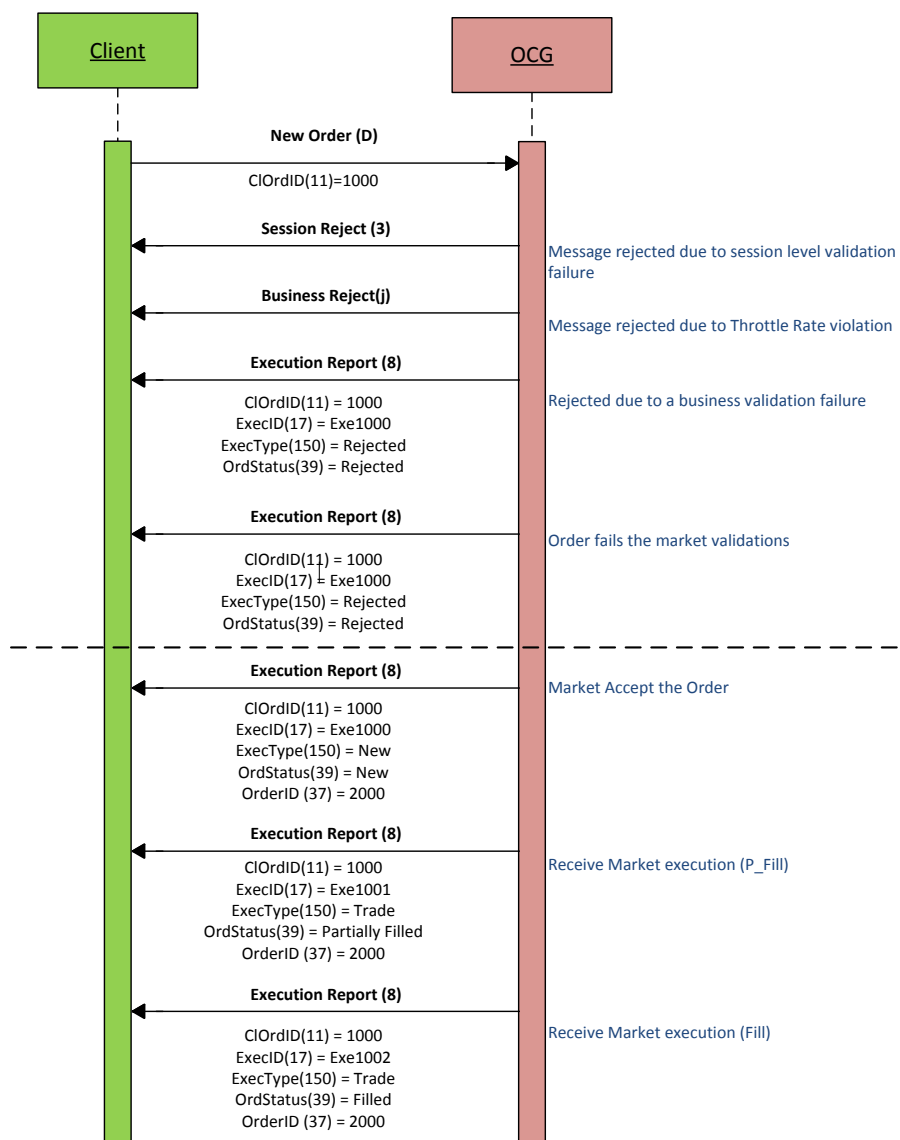 Client
OCG
New Order (D)
ClOrdID(11)=1000
Session Reject (3)
Message rejected due to session level validation
failure
Business Reject(j)
Message rejected due to Throttle Rate violation
Execution Report (8)
ClOrdID(11) = 1000
ExecID(17) = Exe1000
ExecType(150) = Rejected
OrdStatus(39) = Rejected
Rejected due to a business validation failure
Execution Report (8)
ClOrdID(11) = 1000
ExecID(17) = Exe1000
ExecType(150) = Rejected
OrdStatus(39) = Rejected
Order fails the market validations
Execution Report (8)
ClOrdID(11) = 1000
ExecID(17) = Exe1000
ExecType(150) = New
OrdStatus(39) = New
OrderID (37) = 2000
Market Accept the Order
Execution Report (8)
ClOrdID(11) = 1000
ExecID(17) = Exe1001
ExecType(150) = Trade
OrdStatus(39) = Partially Filled
OrderID (37) = 2000
Receive Market execution (P_Fill)
Execution Report (8)
ClOrdID(11) = 1000
ExecID(17) = Exe1002
ExecType(150) = Trade
OrdStatus(39) = Filled
OrderID (37) = 2000
Receive Market execution (Fill)